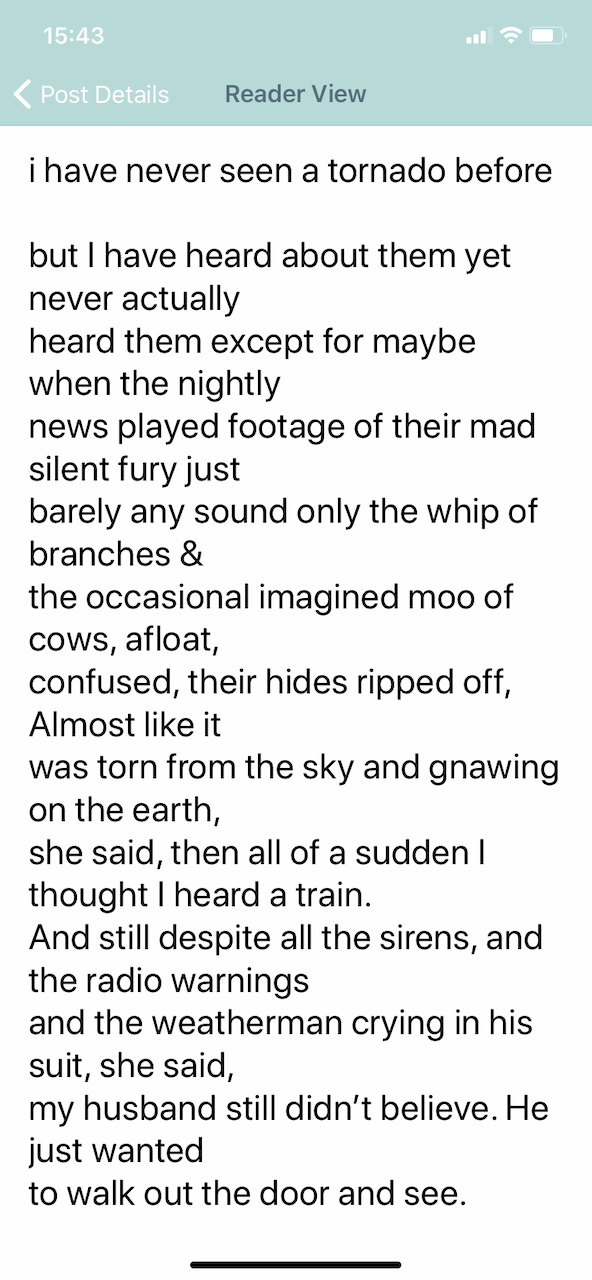 15:43
Post Details
Reader View
i have never seen a tornado before
but I have heard about them yet
never actually
heard them except for maybe
when the nightly
news played footage of their mad
silent fury just
barely any sound only the whip of
branches &
the occasional imagined moo of
cows, afloat,
confused, their hides ripped off,
Almost like it
was torn from the sky and gnawing
on the earth,
she said, then all of a sudden I
thought I heard a train.
And still despite all the sirens, and
the radio warnings
and the weatherman crying in his
suit, she said,
my husband still didn’t believe. He
just wanted
to walk out the door and see.